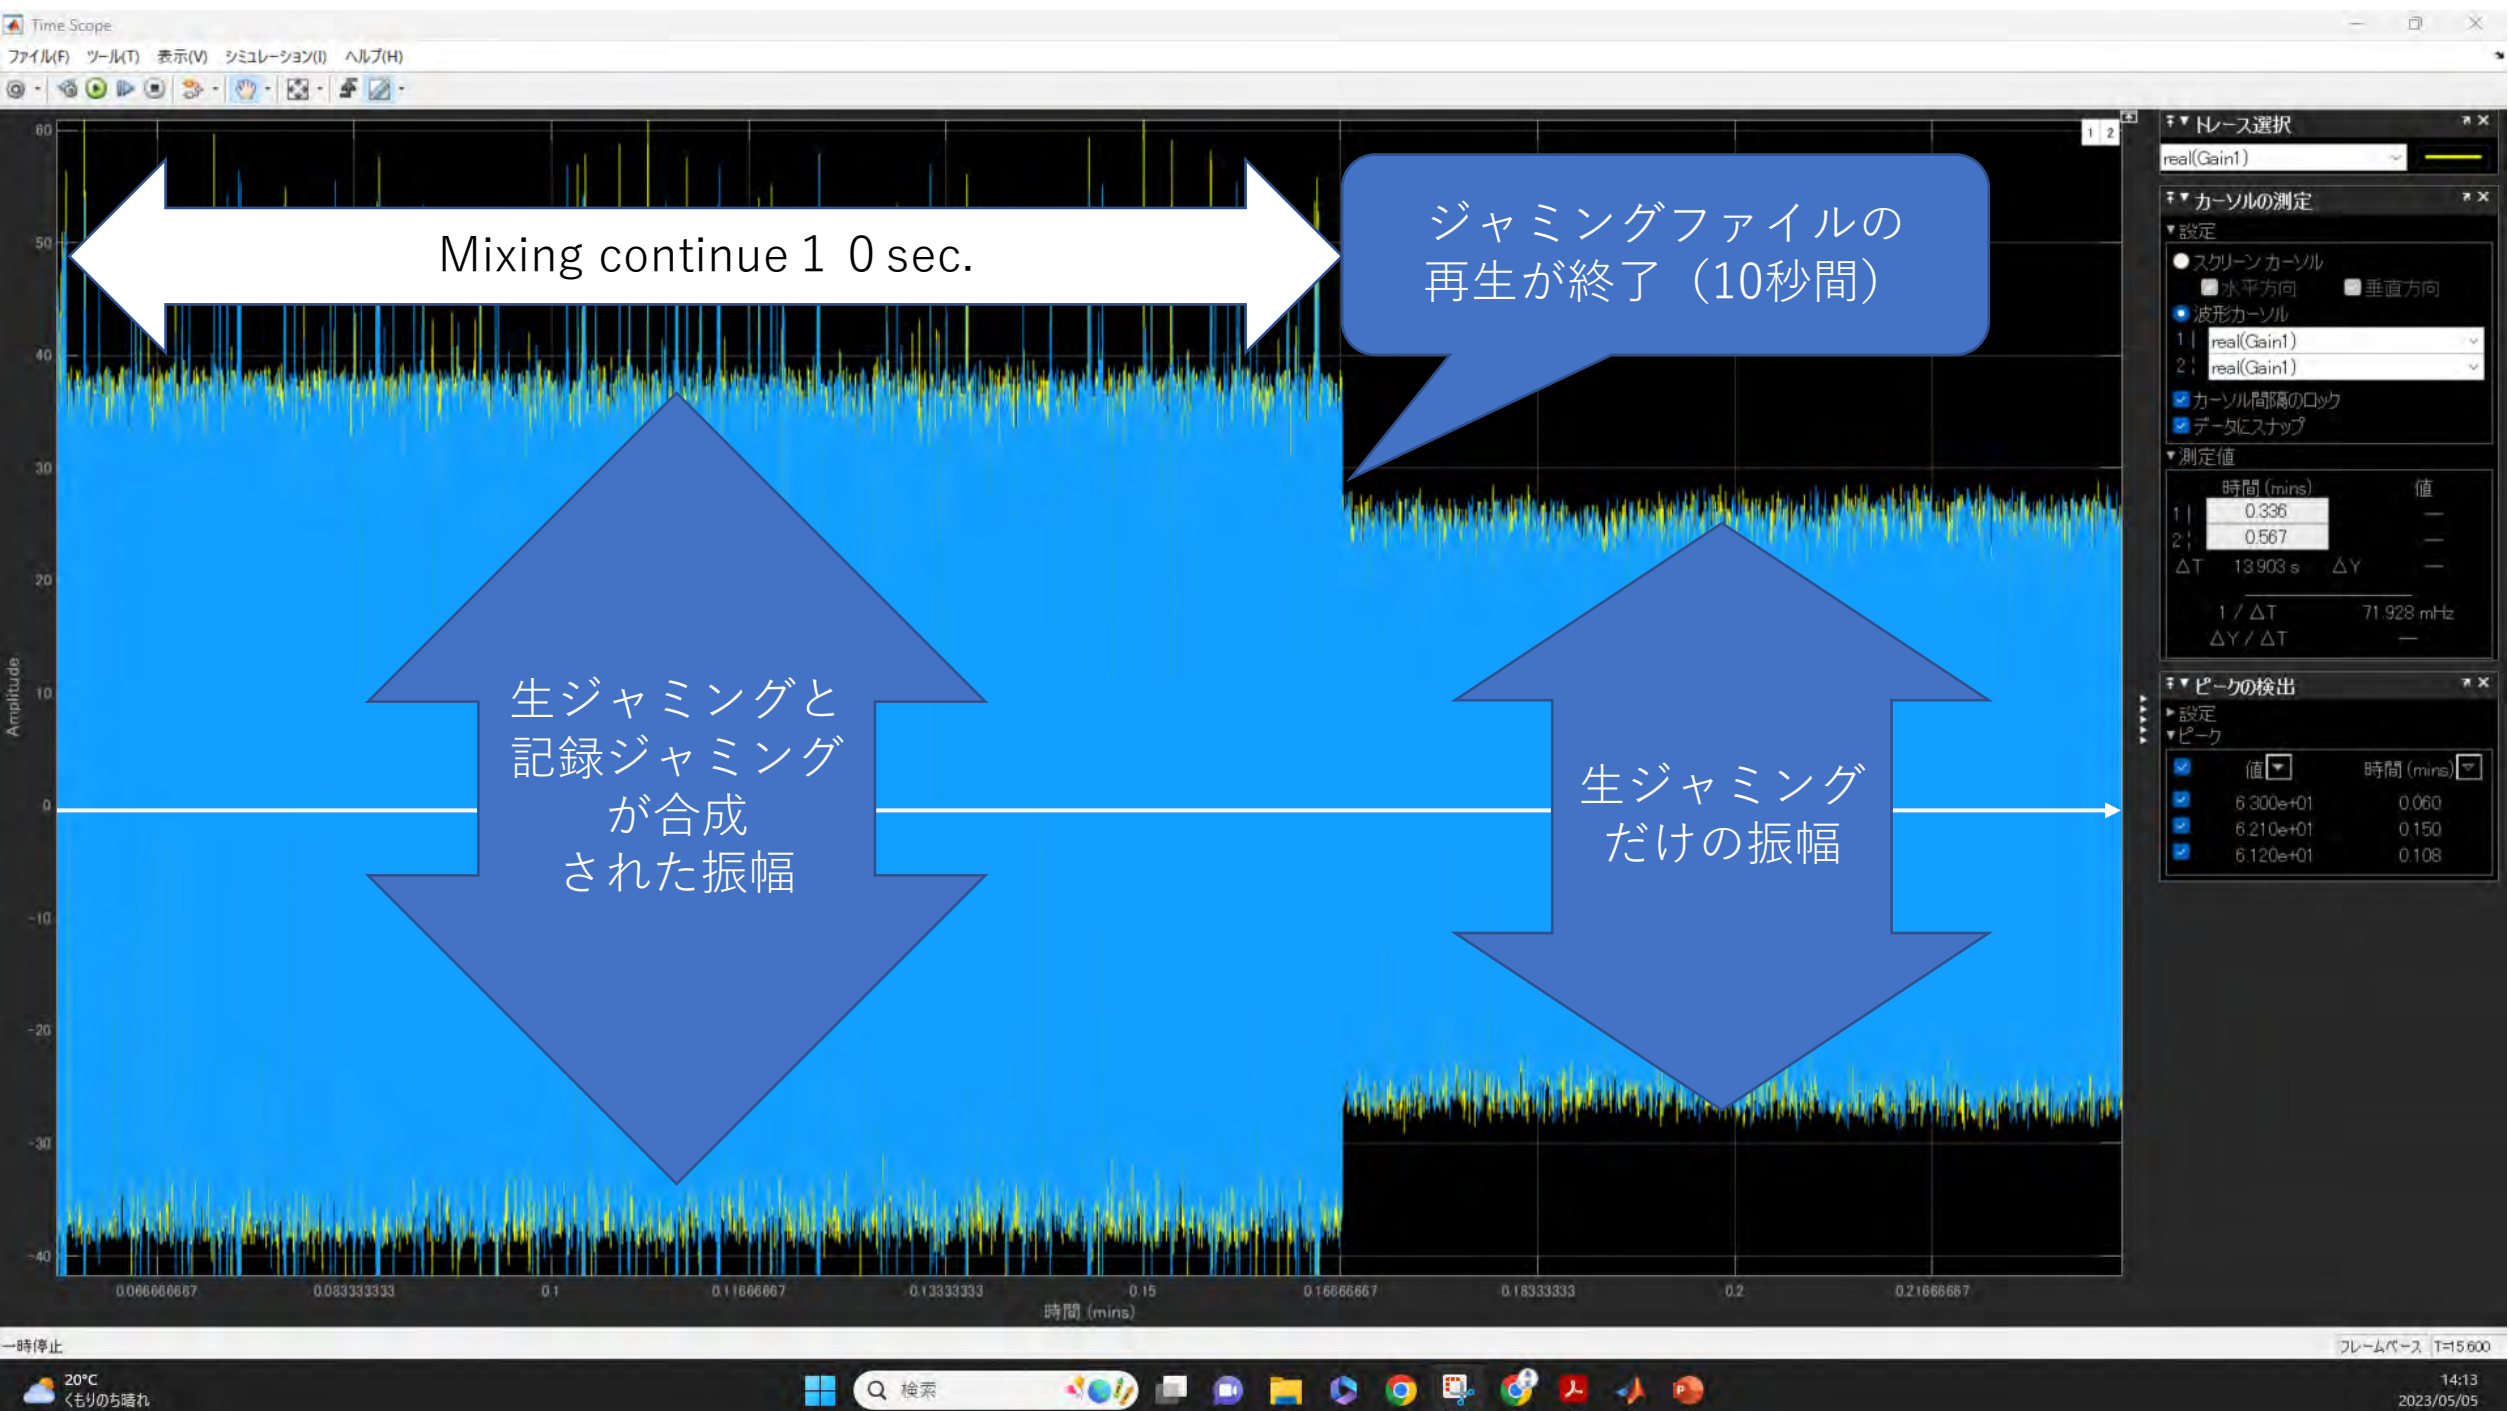 Time Scope
ファイル(F) ツール(T) 表示(V) シミュレーション(I) ヘルプ(H)
60
50
40
30
20
10
0
-10
-20
-30
-40
Amplitude
1 2
Mixing continue１０sec.
ジャミングファイルの
再生が終了（10秒間）
生ジャミングと
記録ジャミング
が合成
された振幅
生ジャミング
だけの振幅
0.066666667 0.083333333 0.1 0.11666667 0.13333333 0.15 0.16666667 0.18333333 0.2 0.21666667
時間 (mins)
トレース選択
real(Gain1)
カーソルの測定
設定
スクリーン カーソル
水平方向 垂直方向
波形カーソル
1 real(Gain1)
2 real(Gain1)
カーソル間隔のロック
データにスナップ
測定値
時間 (mins) 値
1 0.336 —
2 0.567 —
△T 13.903 s △Y —
1 / △T 71.928 mHz
△Y / △T —
ピークの検出
設定
ピーク
値 時間 (mins)
6.300e+01 0.060
6.210e+01 0.150
6.120e+01 0.108
一時停止
フレームベース T=15.600
20°C
くもりのち晴れ
検索
14:13
2023/05/05